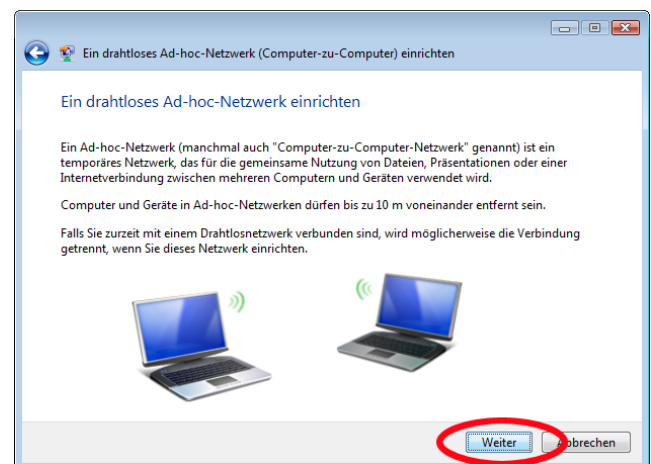 Ein drahtloses Ad-hoc-Netzwerk (Computer-zu-Computer) einrichten
Ein drahtloses Ad-hoc-Netzwerk einrichten
Ein Ad-hoc-Netzwerk (manchmal auch "Computer-zu-Computer-Netzwerk" genannt) ist ein
temporäres Netzwerk, das für die gemeinsame Nutzung von Dateien, Präsentationen oder einer
Internetverbindung zwischen mehreren Computern und Geräten verwendet wird.
Computer und Geräte in Ad-hoc-Netzwerken dürfen bis zu 10 m voneinander entfernt sein.
Falls Sie zurzeit mit einem Drahtlosnetzwerk verbunden sind, wird möglicherweise die Verbindung
getrennt, wenn Sie dieses Netzwerk einrichten.
Weiter Abbrechen